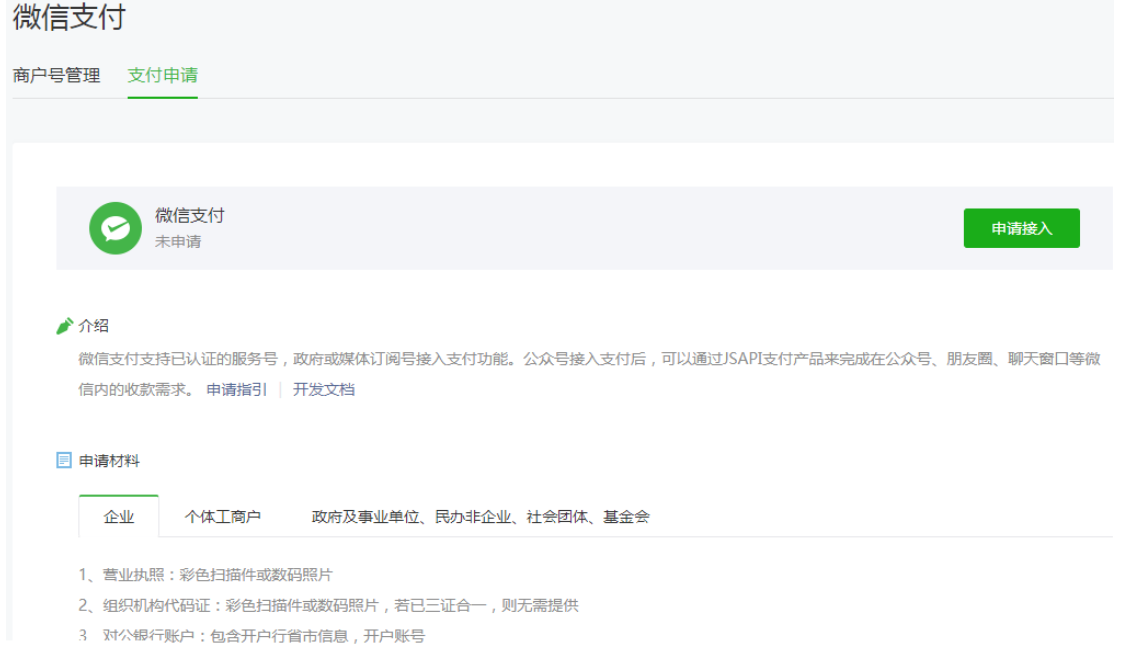 微信支付
商户号管理 支付申请
微信支付
未申请
申请接入
介绍
微信支付支持已认证的服务号，政府或媒体订阅号接入支付功能。公众号接入支付后，可以通过JSAPI支付产品来完成在公众号、朋友圈、聊天窗口等微
信内的收款需求。 申请指引 | 开发文档
申请材料
企业 个体工商户 政府及事业单位、民办非企业、社会团体、基金会
1、营业执照：彩色扫描件或数码照片
2、组织机构代码证：彩色扫描件或数码照片，若已三证合一，则无需提供
3、对公银行账户：包含开户行省市信息，开户账号